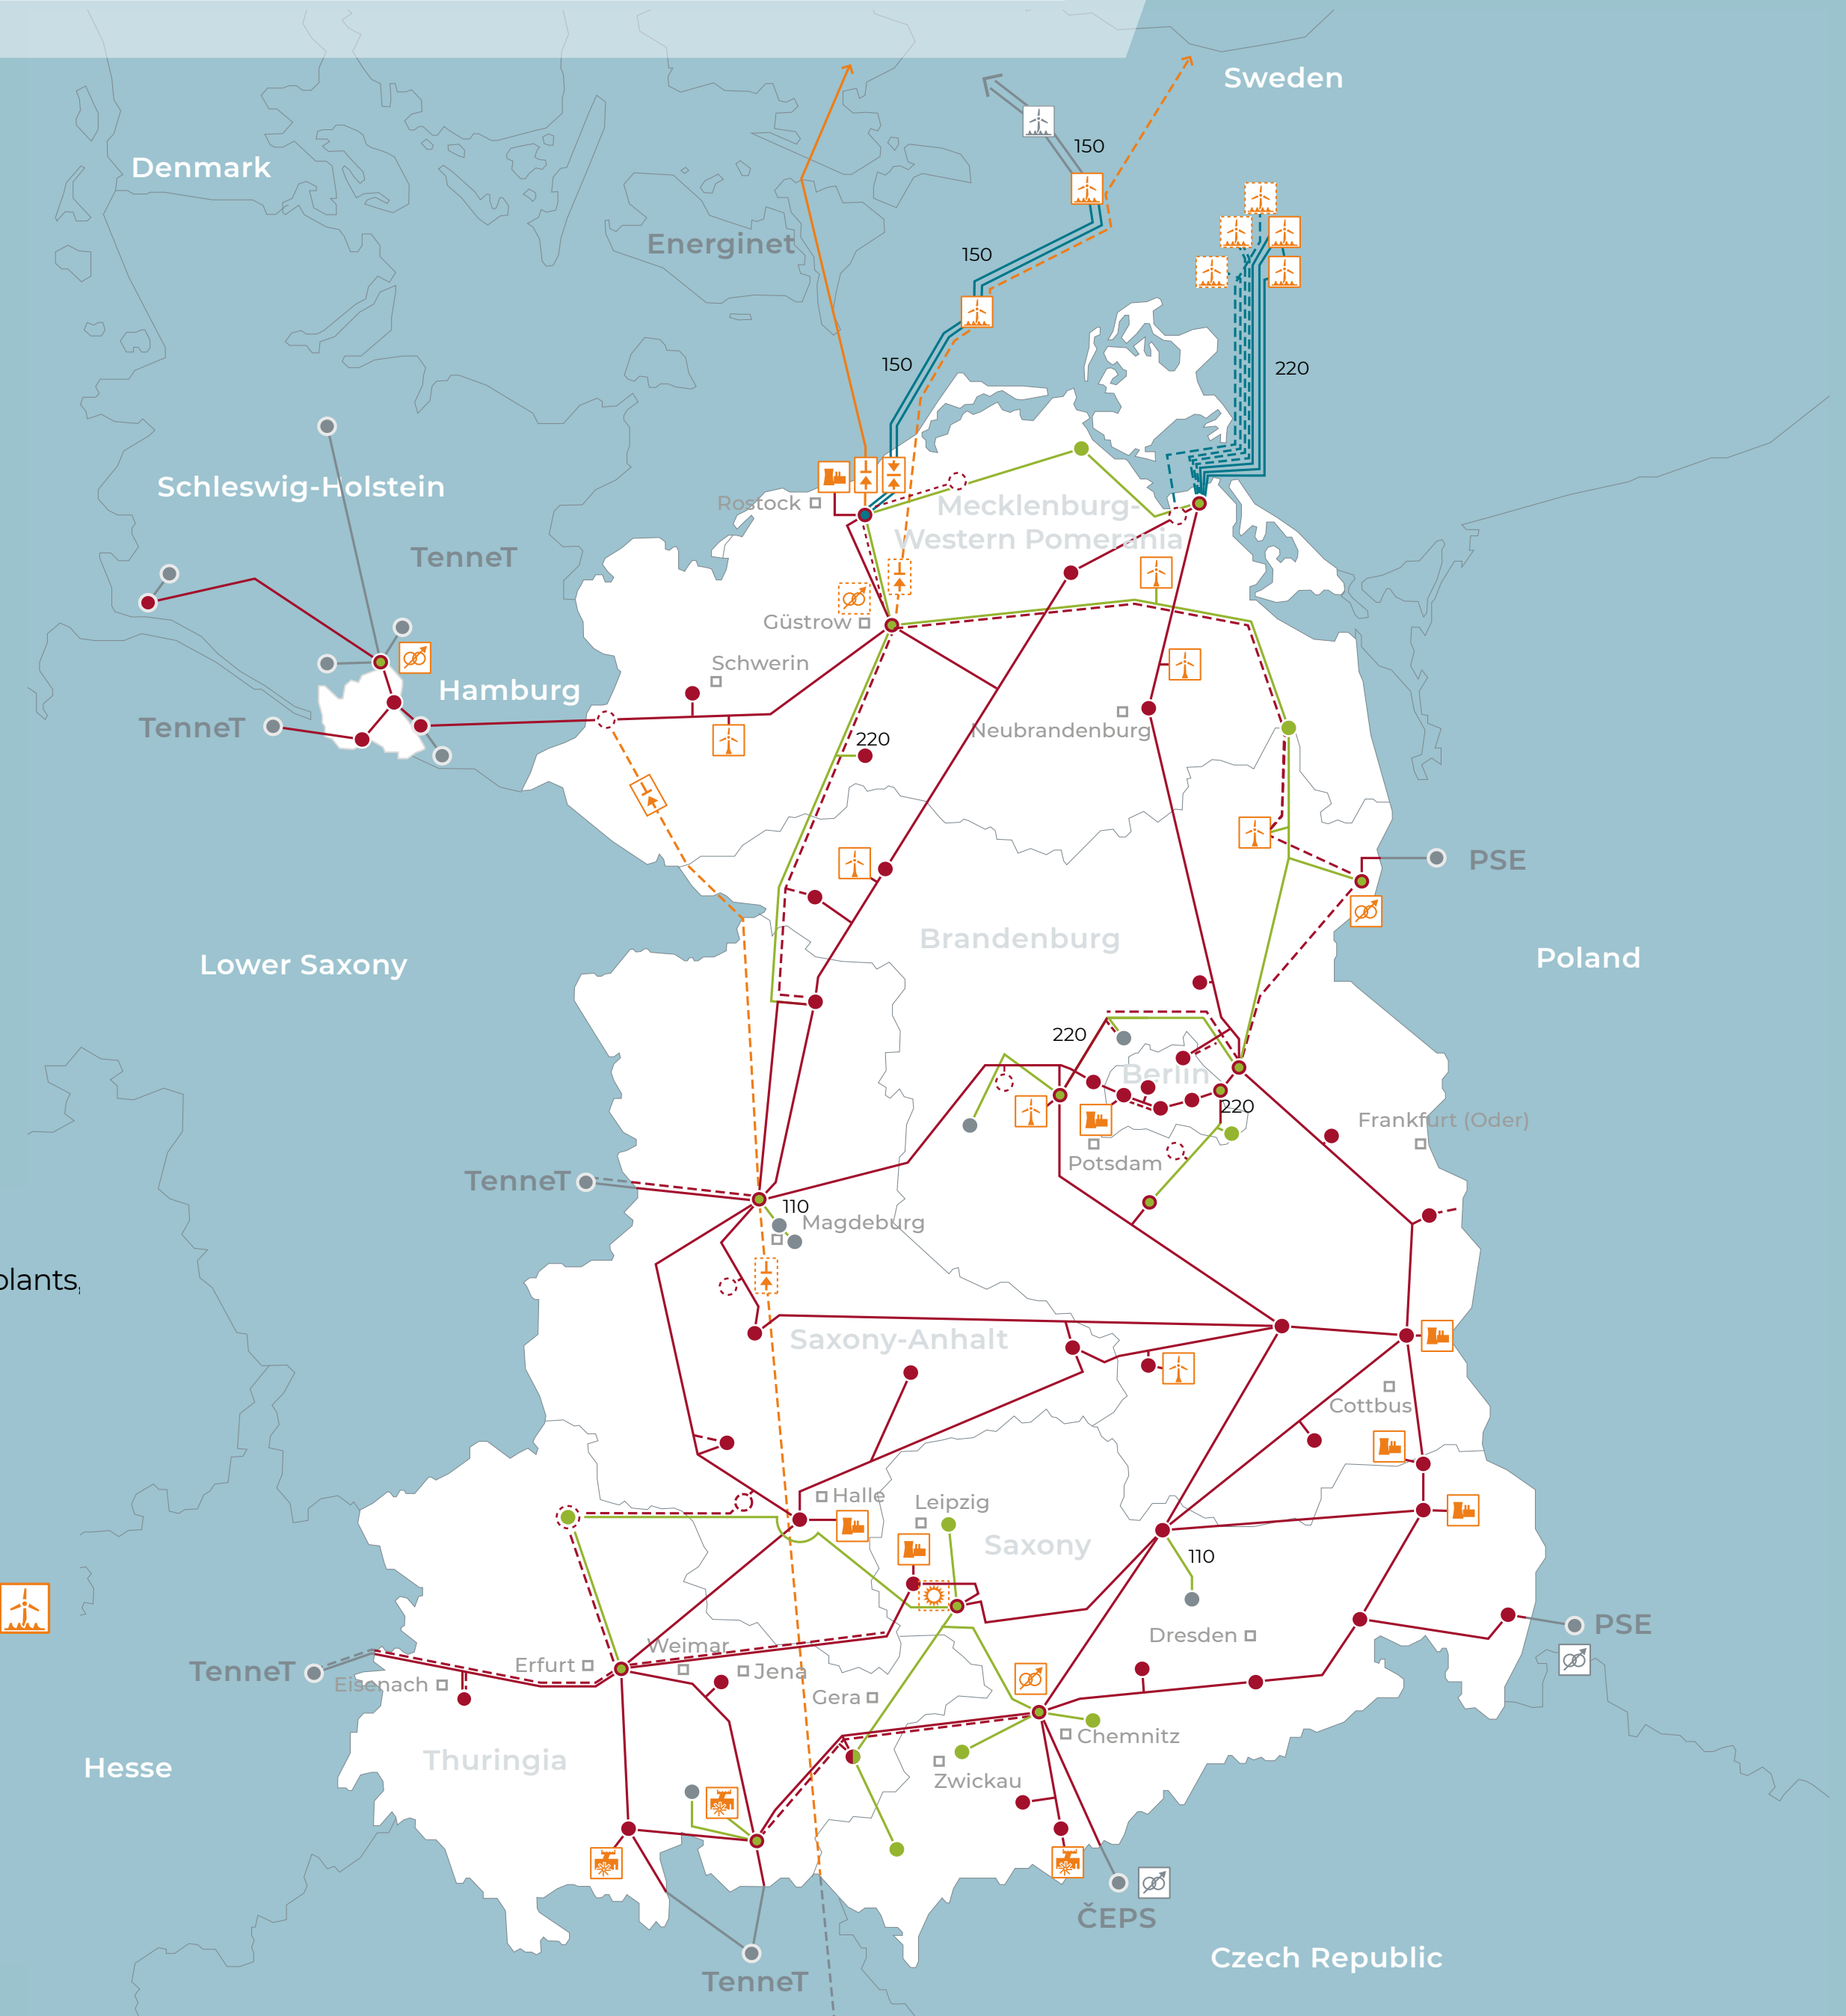 Sweden
150
Denmark
Energinet
150
150
220
Schleswig-Holstein
Rostock
Mecklenburg-
Western Pomerania
TenneT
Güstrow
Schwerin
Hamburg
TenneT
Neubrandenburg
220
PSE
Brandenburg
Poland
Lower Saxony
220
Berlin
220
Frankfurt (Oder)
Potsdam
TenneT
110
Magdeburg
plants,
Saxony-Anhalt
Cottbus
Halle
Leipzig
Saxony
110
Dresden
PSE
Weimar
Erfurt
Jena
TenneT
Eisenach
Gera
Chemnitz
Thuringia
Hesse
Zwickau
ČEPS
Czech Republic
TenneT